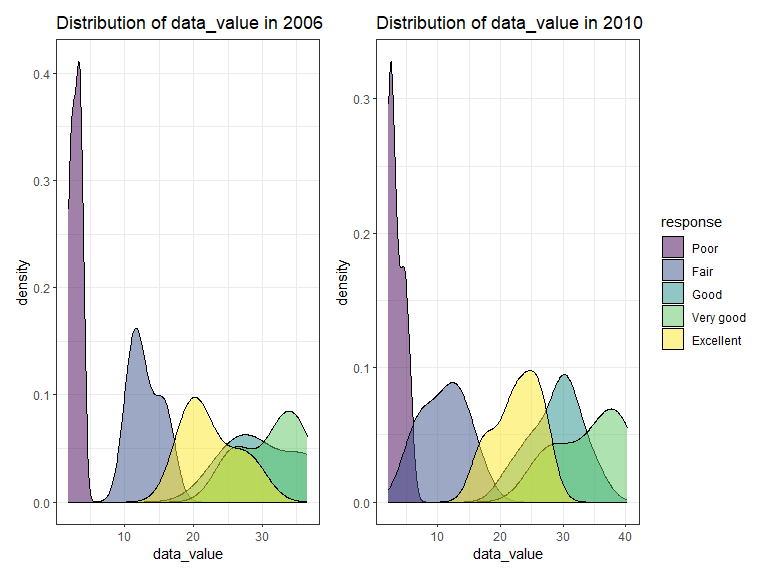 Distribution of data_value in 2006
density
0.4
0.3
0.2
0.1
0.0
10 20 30
data_value
Distribution of data_value in 2010
density
0.3
0.2
0.1
0.0
10 20 30 40
data_value
response
Poor
Fair
Good
Very good
Excellent